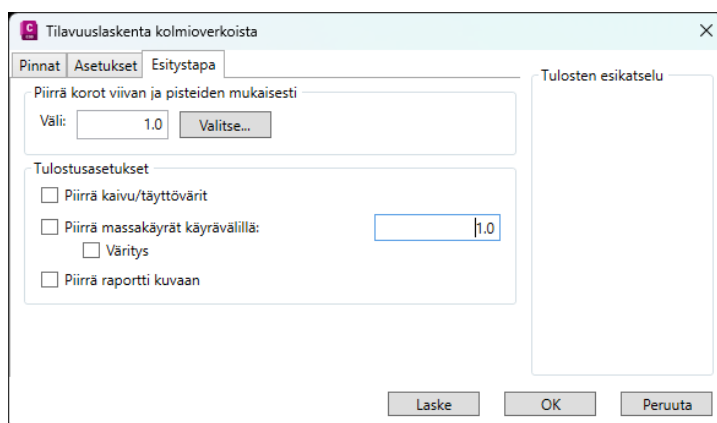 Tilavuuslaskenta kolmioverkoista
Pinnat Asetukset Esitystapa
Piirrä korot viivan ja pisteiden mukaisesti
Väli: 1.0 Valitse...
Tulostusasetukset
Piirrä kaivu/täyttövärit
Piirrä massakäyrät käyrävälillä: 1.0
Väritys
Piirrä raportti kuvaan
Tulosten esikatselu
Laske OK Peruuta